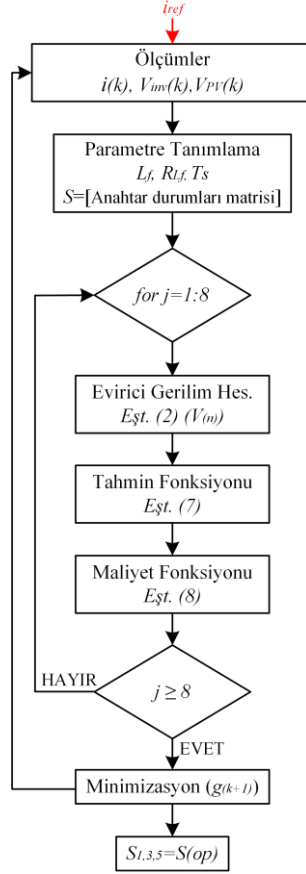 iref
Ölçümler
i(k), Vinv(k),VPV(k)
Parametre Tanımlama
Lf, RLf, Ts
S=[Anahtar durumları matrisi]
for j=1:8
Evirici Gerilim Hes.
Eşt. (2) (V(n))
Tahmin Fonksiyonu
Eşt. (7)
Maliyet Fonksiyonu
Eşt. (8)
HAYIR
j ≥ 8
EVET
Minimizasyon (g(k+1))
S1,3,5=S(op)